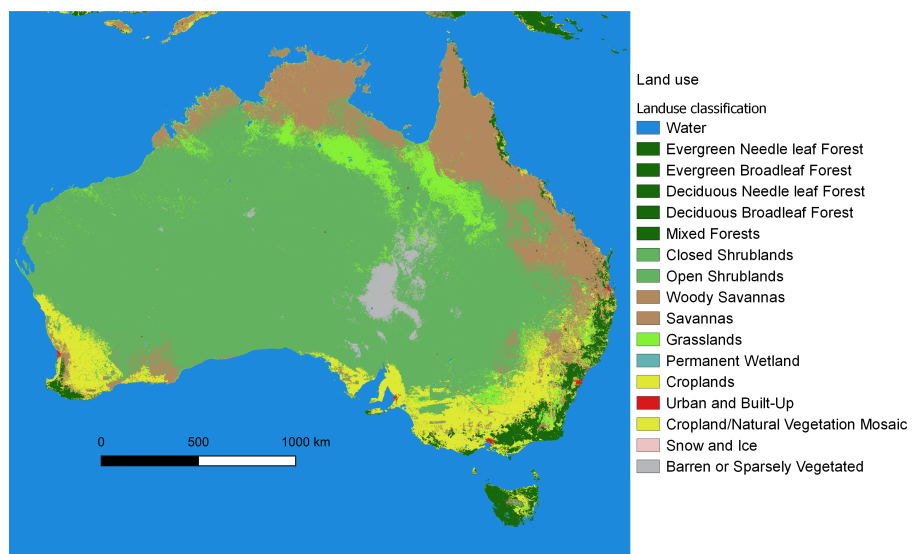 Land use
Landuse classification
Water
Evergreen Needle leaf Forest
Evergreen Broadleaf Forest
Deciduous Needle leaf Forest
Deciduous Broadleaf Forest
Mixed Forests
Closed Shrublands
Open Shrublands
Woody Savannas
Savannas
Grasslands
Permanent Wetland
Croplands
Urban and Built-Up
Cropland/Natural Vegetation Mosaic
Snow and Ice
Barren or Sparsely Vegetated
0 500 1000 km